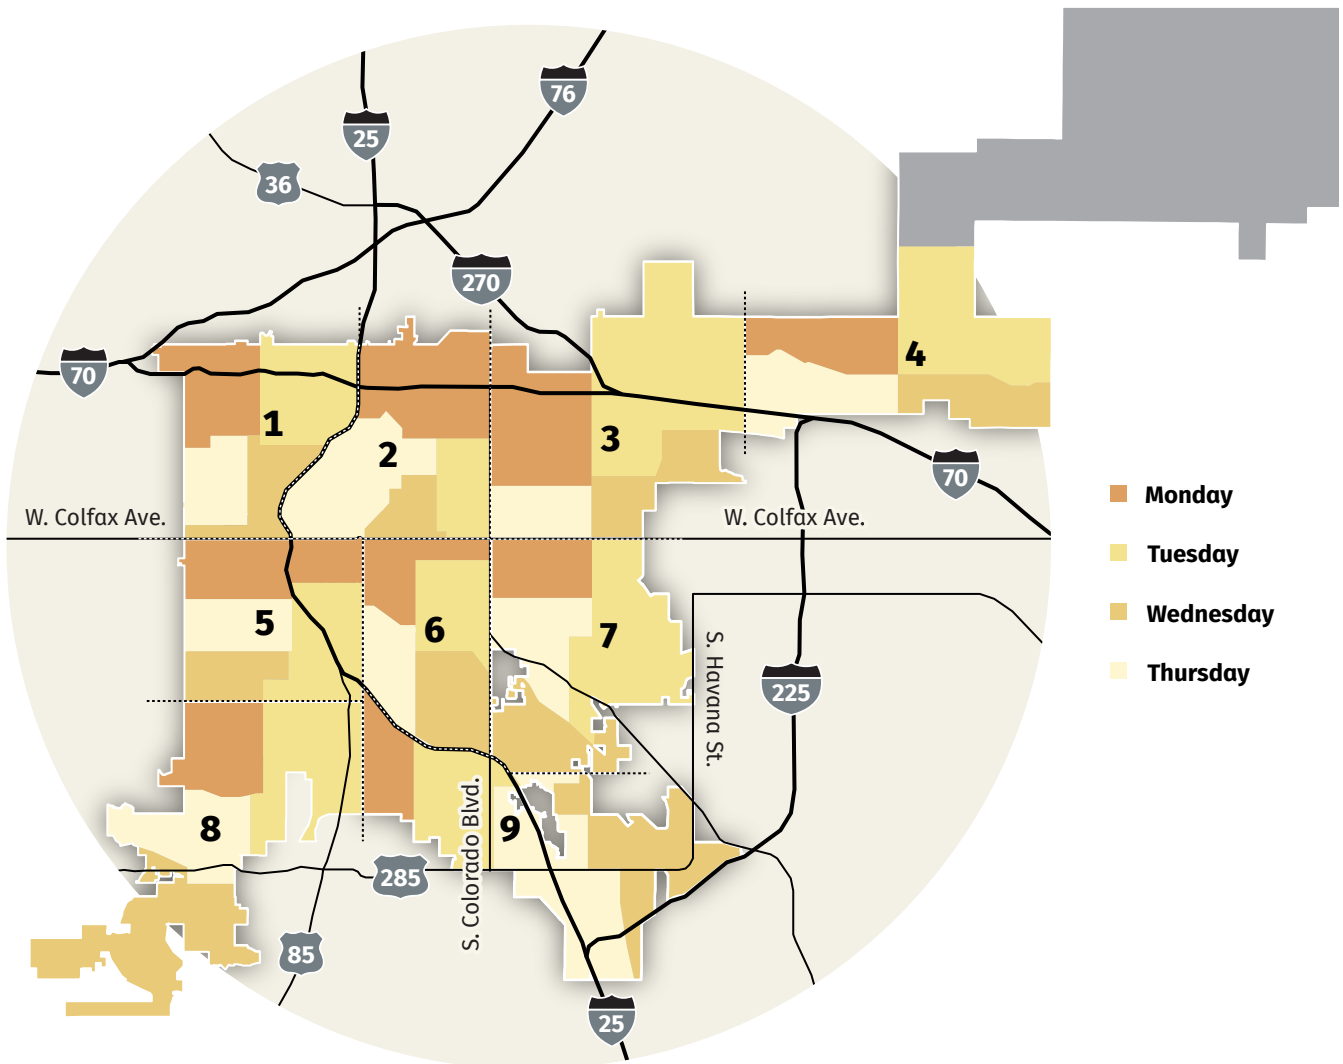 76
25
36
270
4
70
1
3
2
70
W. Colfax Ave.
W. Colfax Ave.
Monday
Tuesday
Wednesday
Thursday
5
6
7
S. Havana St.
225
8
9
S. Colorado Blvd.
285
85
25